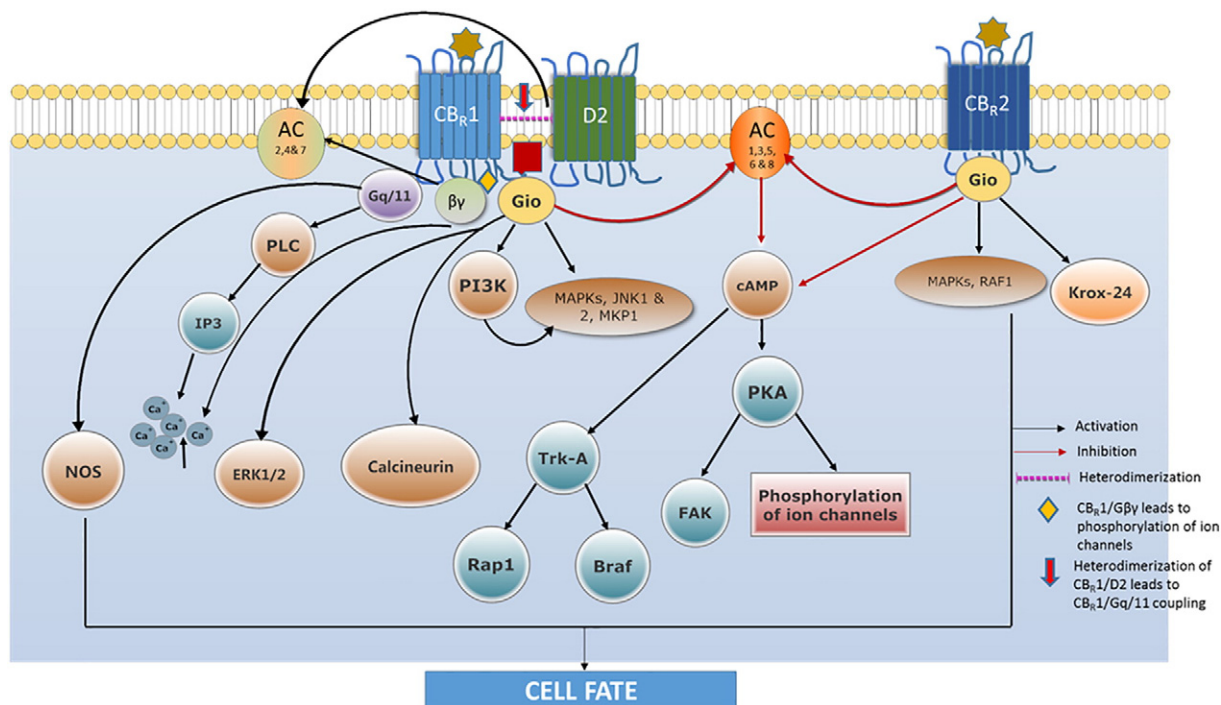 CBR1
D2
CBR2
AC
2,4& 7
AC
1,3,5,
6 & 8
Gq/11
βγ
Gio
Gio
PLC
PI3K
cAMP
MAPKs, RAF1
Krox-24
MAPKs, JNK1 &
2, MKP1
IP3
PKA
Ca+
Ca+
Ca+
Ca+
Ca+
Ca+
NOS
ERK1/2
Calcineurin
Trk-A
FAK
Phosphorylation
of ion channels
Rap1
Braf
Activation
Inhibition
Heterodimerization
CBR1/Gβγ leads to
phosphorylation of ion
channels
Heterodimerization of
CBR1/D2 leads to
CBR1/Gq/11 coupling
CELL FATE